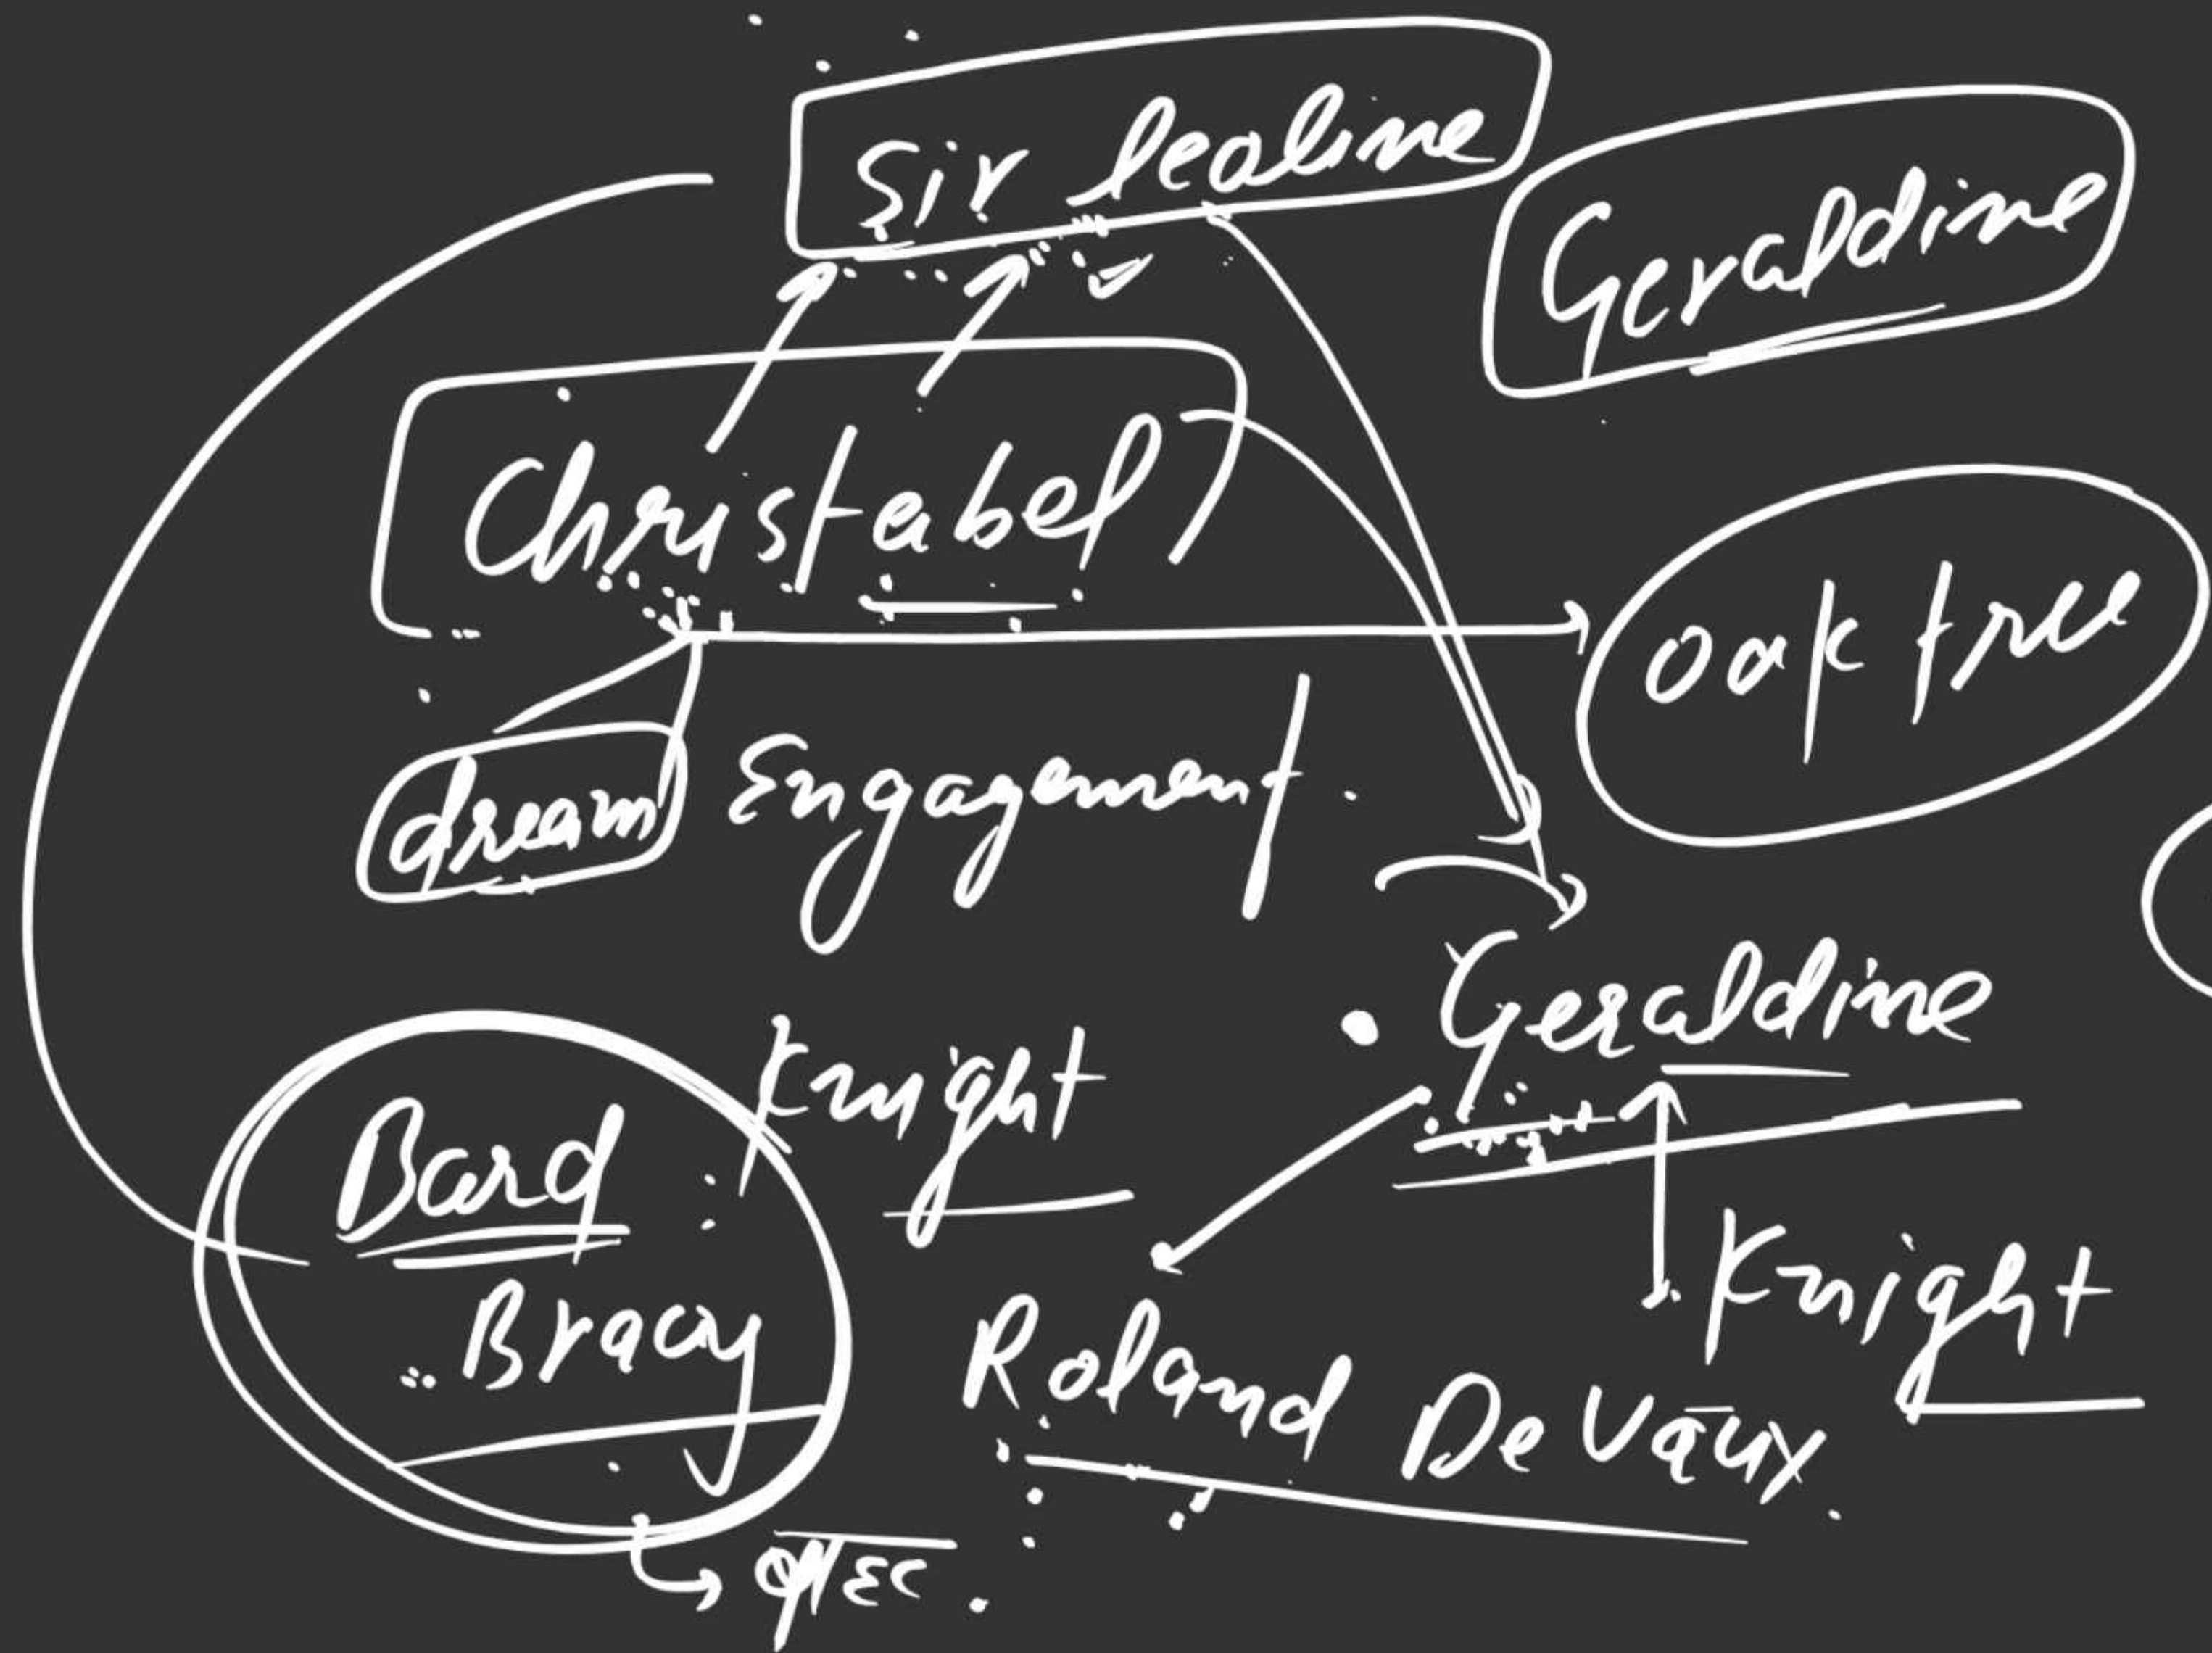 Sir leoline
Geraldine
Christabel
oak tree
dream Engagement.
Geraldine
Knight
Bard
Bracy
Knight
Roland De Vaux